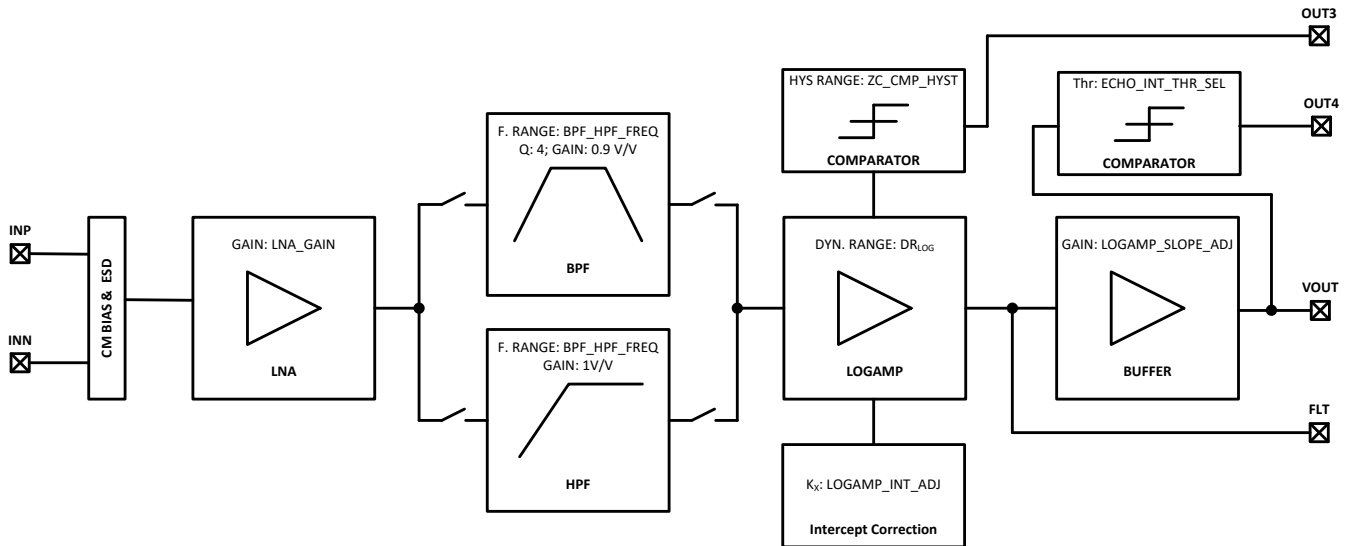 OUT3
HYS RANGE: ZC_CMP_HYST
COMPARATOR
Thr: ECHO_INT_THR_SEL
COMPARATOR
OUT4
F. RANGE: BPF_HPF_FREQ
Q: 4; GAIN: 0.9 V/V
BPF
INP
INN
CM BIAS & ESD
GAIN: LNA_GAIN
LNA
F. RANGE: BPF_HPF_FREQ
GAIN: 1V/V
HPF
DYN. RANGE: DRLOG
LOGAMP
GAIN: LOGAMP_SLOPE_ADJ
BUFFER
VOUT
FLT
KX: LOGAMP_INT_ADJ
Intercept Correction